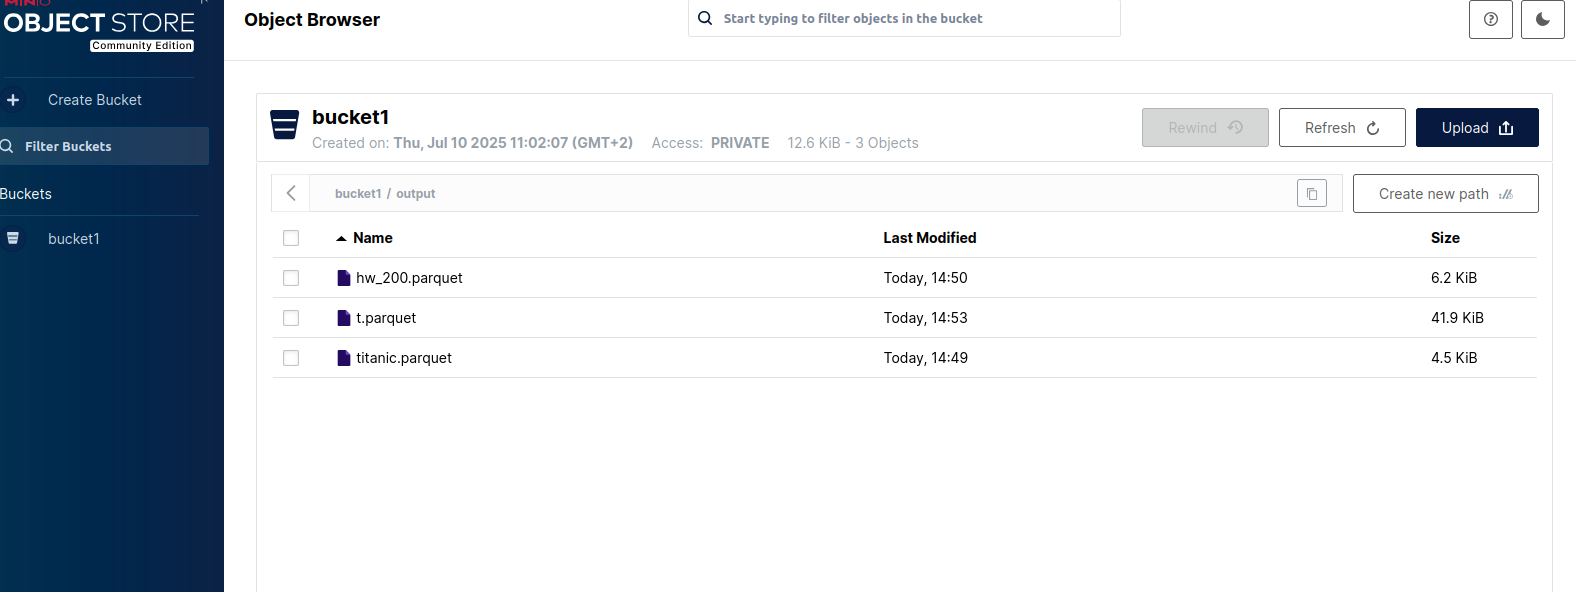 MINIO
OBJECT STORE
Community Edition
Create Bucket
Filter Buckets
Buckets
bucket1
Object Browser
Start typing to filter objects in the bucket
bucket1
Created on: Thu, Jul 10 2025 11:02:07 (GMT+2) Access: PRIVATE 12.6 KiB - 3 Objects
Rewind Refresh Upload
bucket1 / output
Create new path
Name Last Modified Size
hw_200.parquet Today, 14:50 6.2 KiB
t.parquet Today, 14:53 41.9 KiB
titanic.parquet Today, 14:49 4.5 KiB